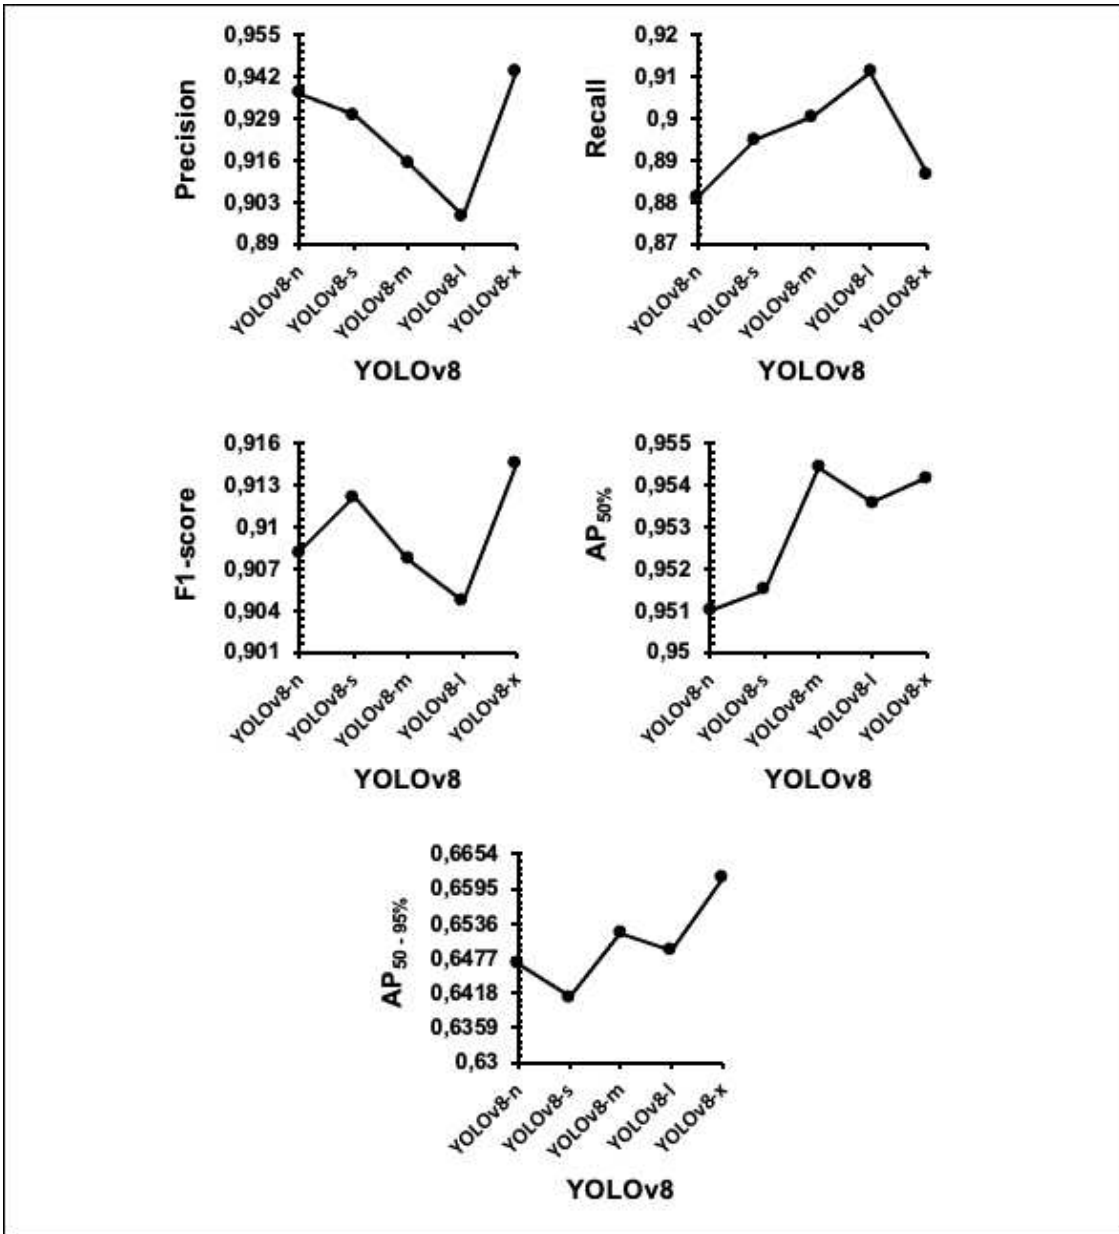 Precision
0,955
0,942
0,929
0,916
0,903
0,89
YOLOv8-n
YOLOv8-s
YOLOv8-m
YOLOv8-l
YOLOv8-x
YOLOv8
Recall
0,92
0,91
0,9
0,89
0,88
0,87
YOLOv8-n
YOLOv8-s
YOLOv8-m
YOLOv8-l
YOLOv8-x
YOLOv8
F1-score
0,916
0,913
0,91
0,907
0,904
0,901
YOLOv8-n
YOLOv8-s
YOLOv8-m
YOLOv8-l
YOLOv8-x
YOLOv8
AP50%
0,955
0,954
0,953
0,952
0,951
0,95
YOLOv8-n
YOLOv8-s
YOLOv8-m
YOLOv8-l
YOLOv8-x
YOLOv8
AP50 - 95%
0,6654
0,6595
0,6536
0,6477
0,6418
0,6359
0,63
YOLOv8-n
YOLOv8-s
YOLOv8-m
YOLOv8-l
YOLOv8-x
YOLOv8